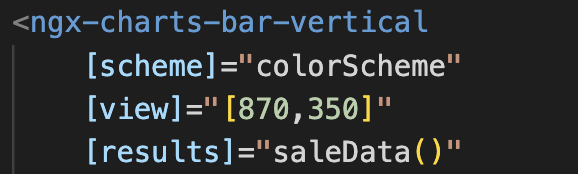 <ngx-charts-bar-vertical
[scheme]="colorScheme"
[view]="[870,350]"
[results]="saleData()"